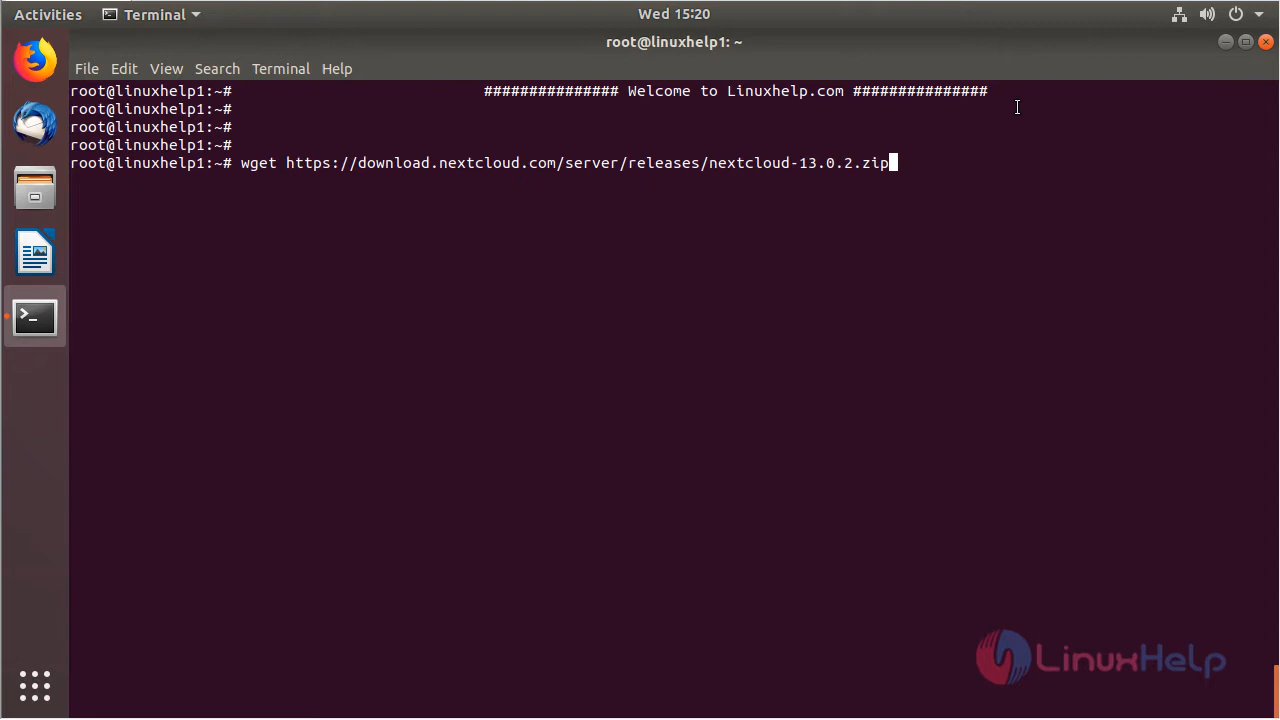 Activities Terminal Wed 15:20
root@linuxhelp1: ~
File Edit View Search Terminal Help
root@linuxhelp1:~# ############### Welcome to Linuxhelp.com ###############
root@linuxhelp1:~#
root@linuxhelp1:~#
root@linuxhelp1:~#
root@linuxhelp1:~# wget https://download.nextcloud.com/server/releases/nextcloud-13.0.2.zip
LinuxHelp